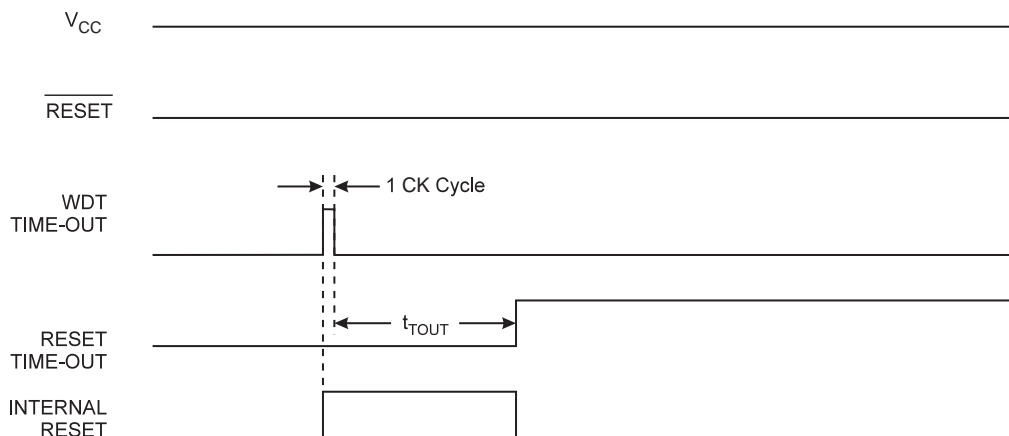 VCC
RESET
1 CK Cycle
WDT
TIME-OUT
tTOUT
RESET
TIME-OUT
INTERNAL
RESET